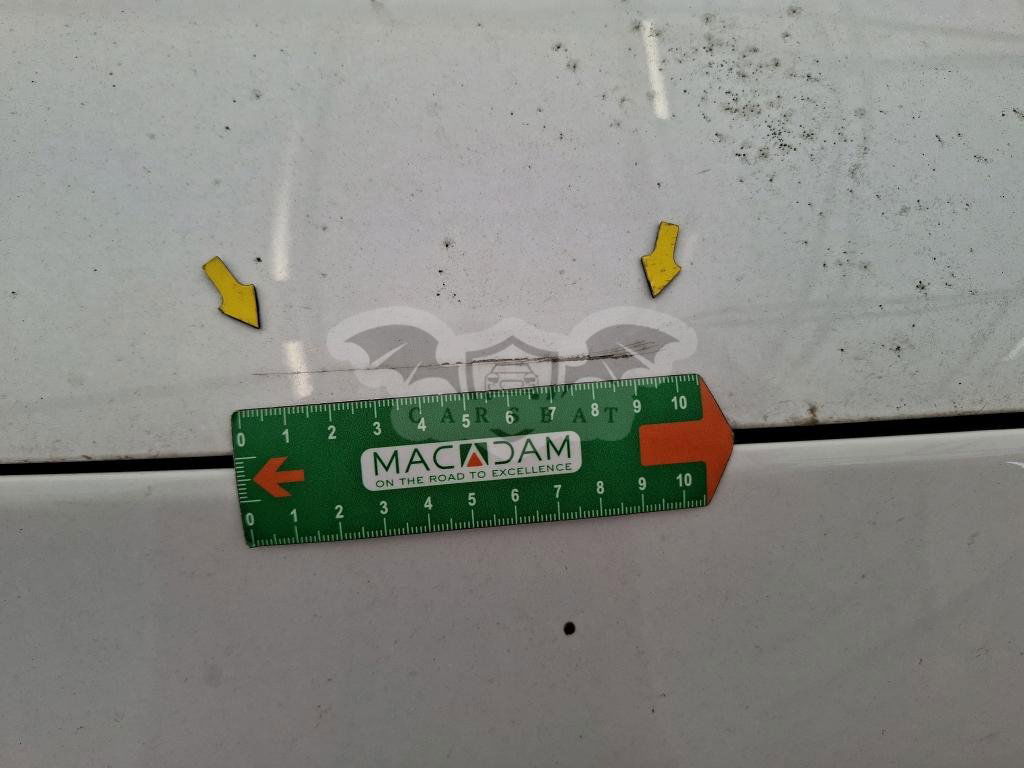 0 1 2 3 4 5 6 7 8 9 10
CARSBAT
MACADAM
ON THE ROAD TO EXCELLENCE
0 1 2 3 4 5 6 7 8 9 10